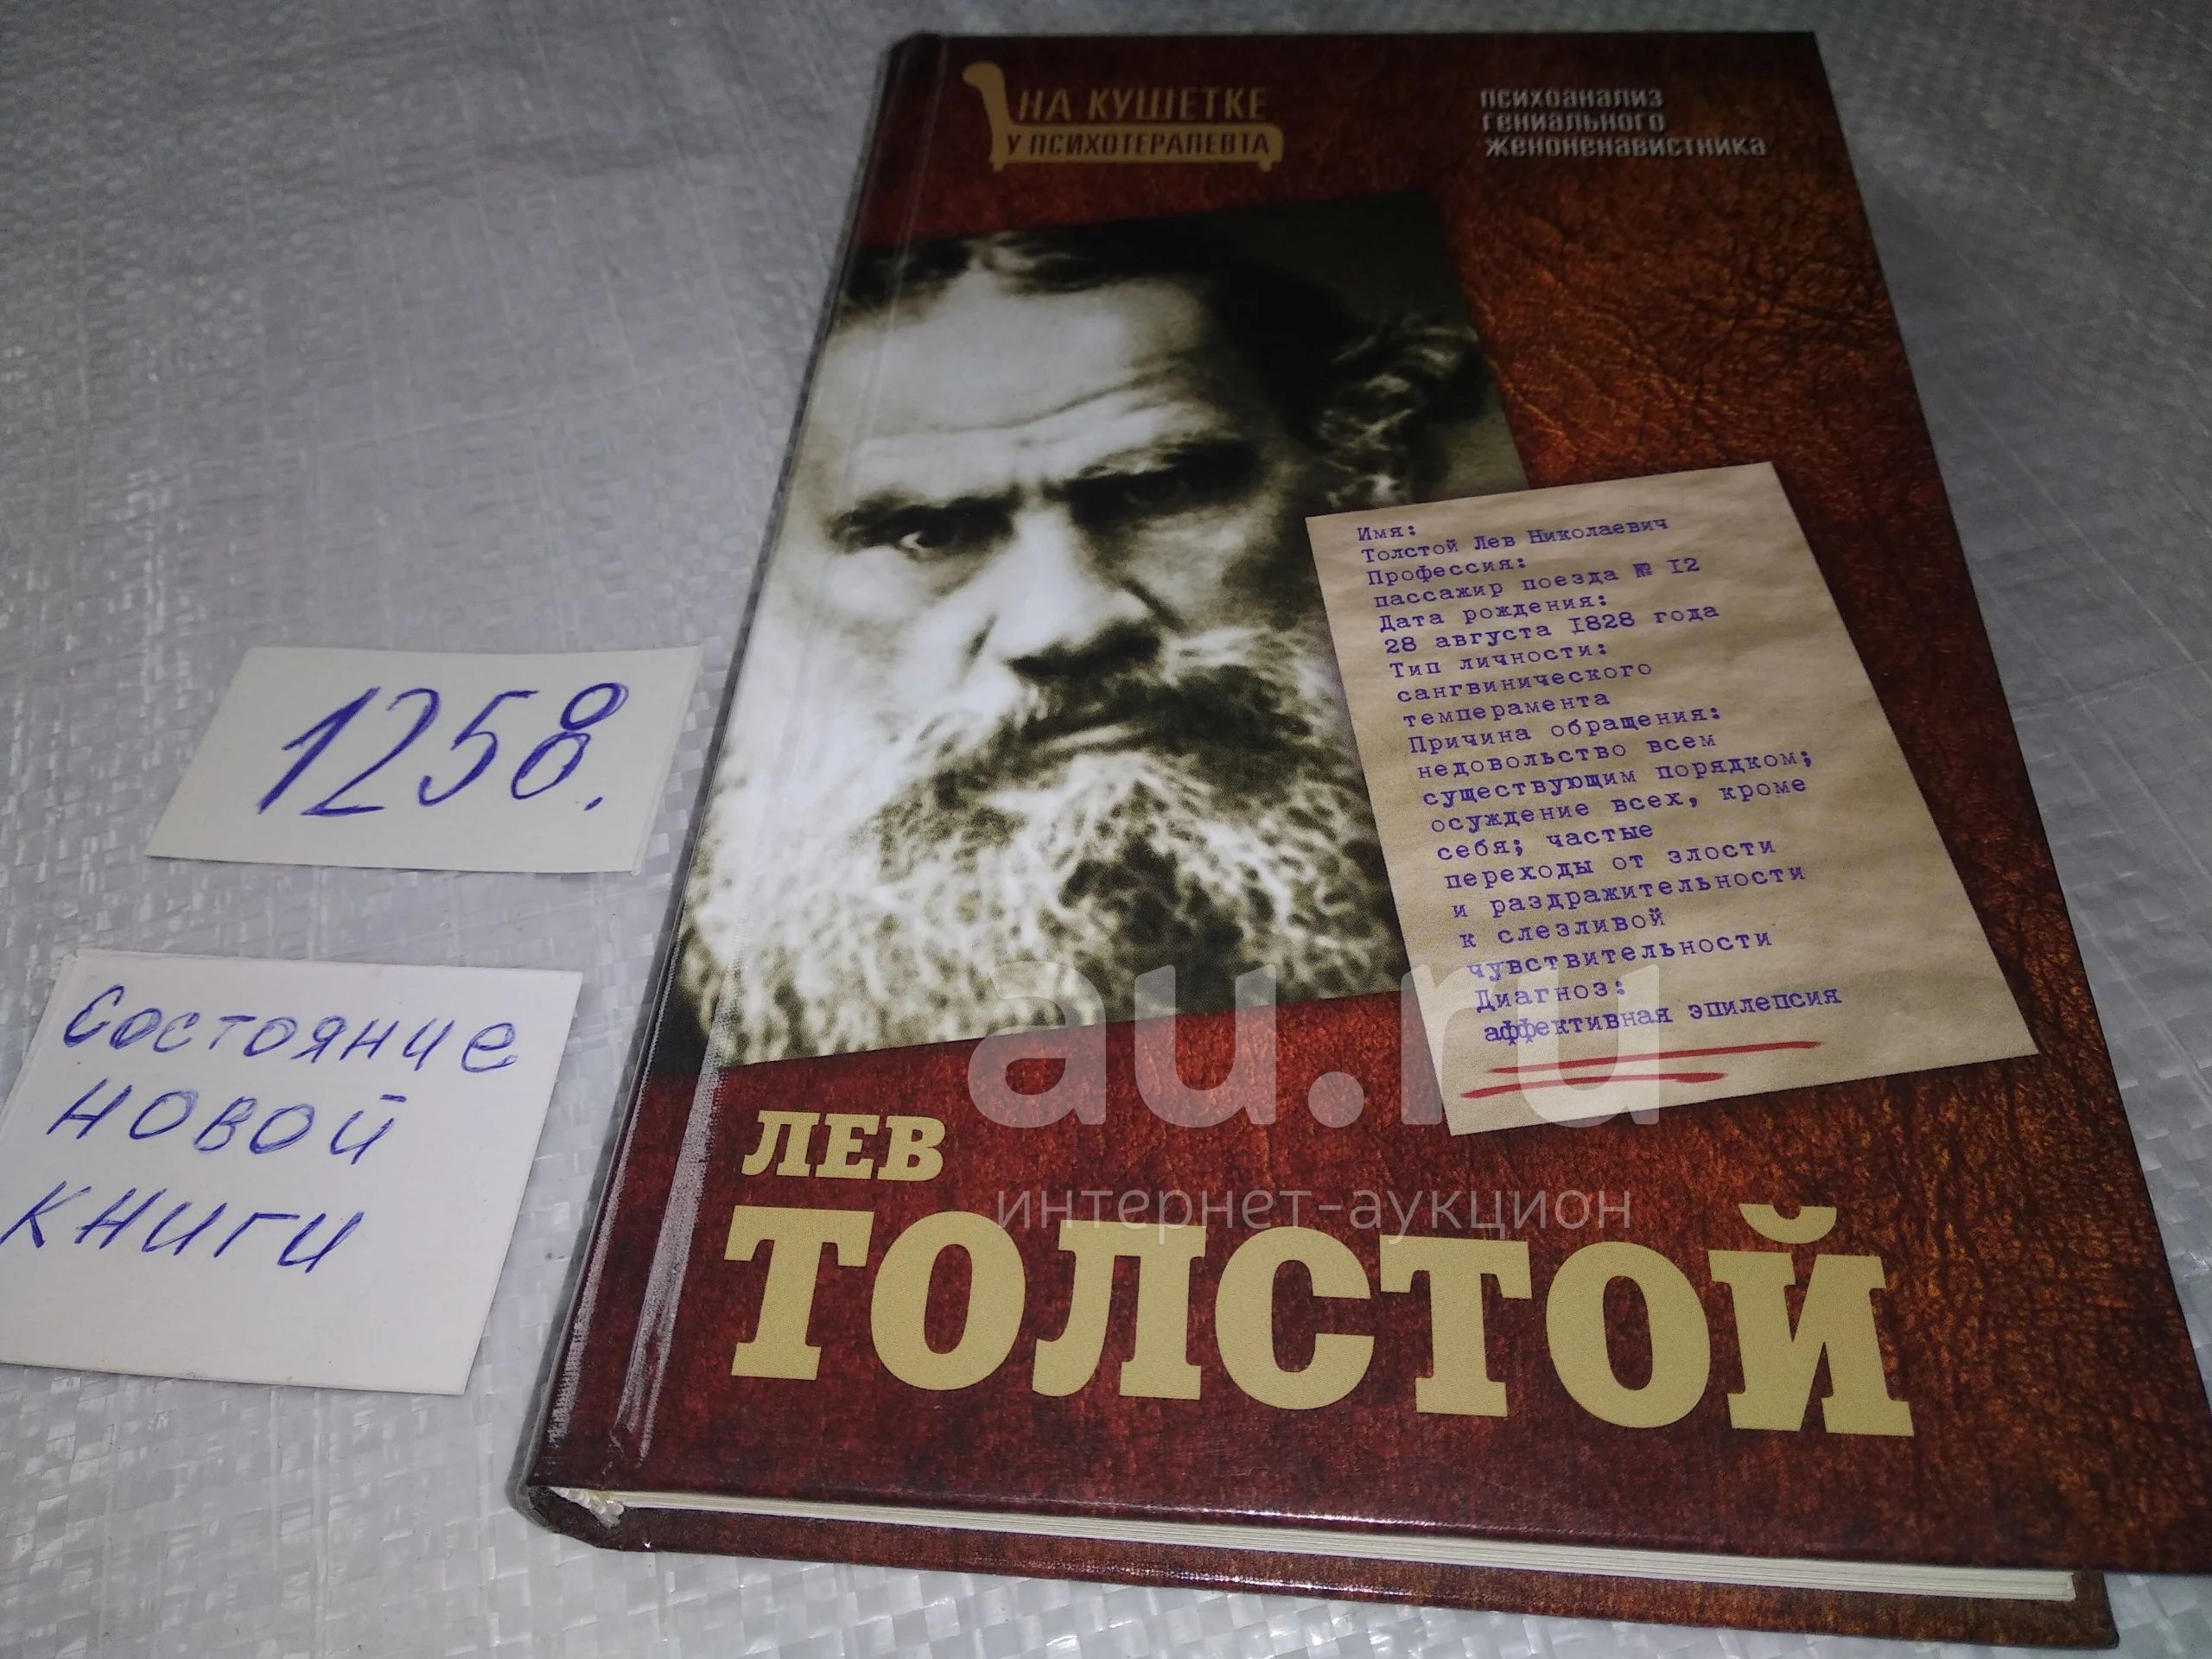 НА КУШЕТКЕ
У ПСИХОТЕРАПЕВТА
ПСИХОАНАЛИЗ
ГЕНИАЛЬНОГО
ЖЕНОНЕНАВИСТНИКА
Имя:
Толстой Лев Николаевич
Профессия:
пассажир поезда № 12
Дата рождения:
28 августа 1828 года
Тип личности:
сангвинического
темперамента
Причина обращения:
недовольство всем
существующим порядком;
осуждение всех, кроме
себя; частые
переходы от злости
и раздражительности
к слезливой
чувствительности
Диагноз:
аффективная эпилепсия
1258.
Состояние
новой
книги
au.ru
интернет-аукцион
ЛЕВ
ТОЛСТОЙ